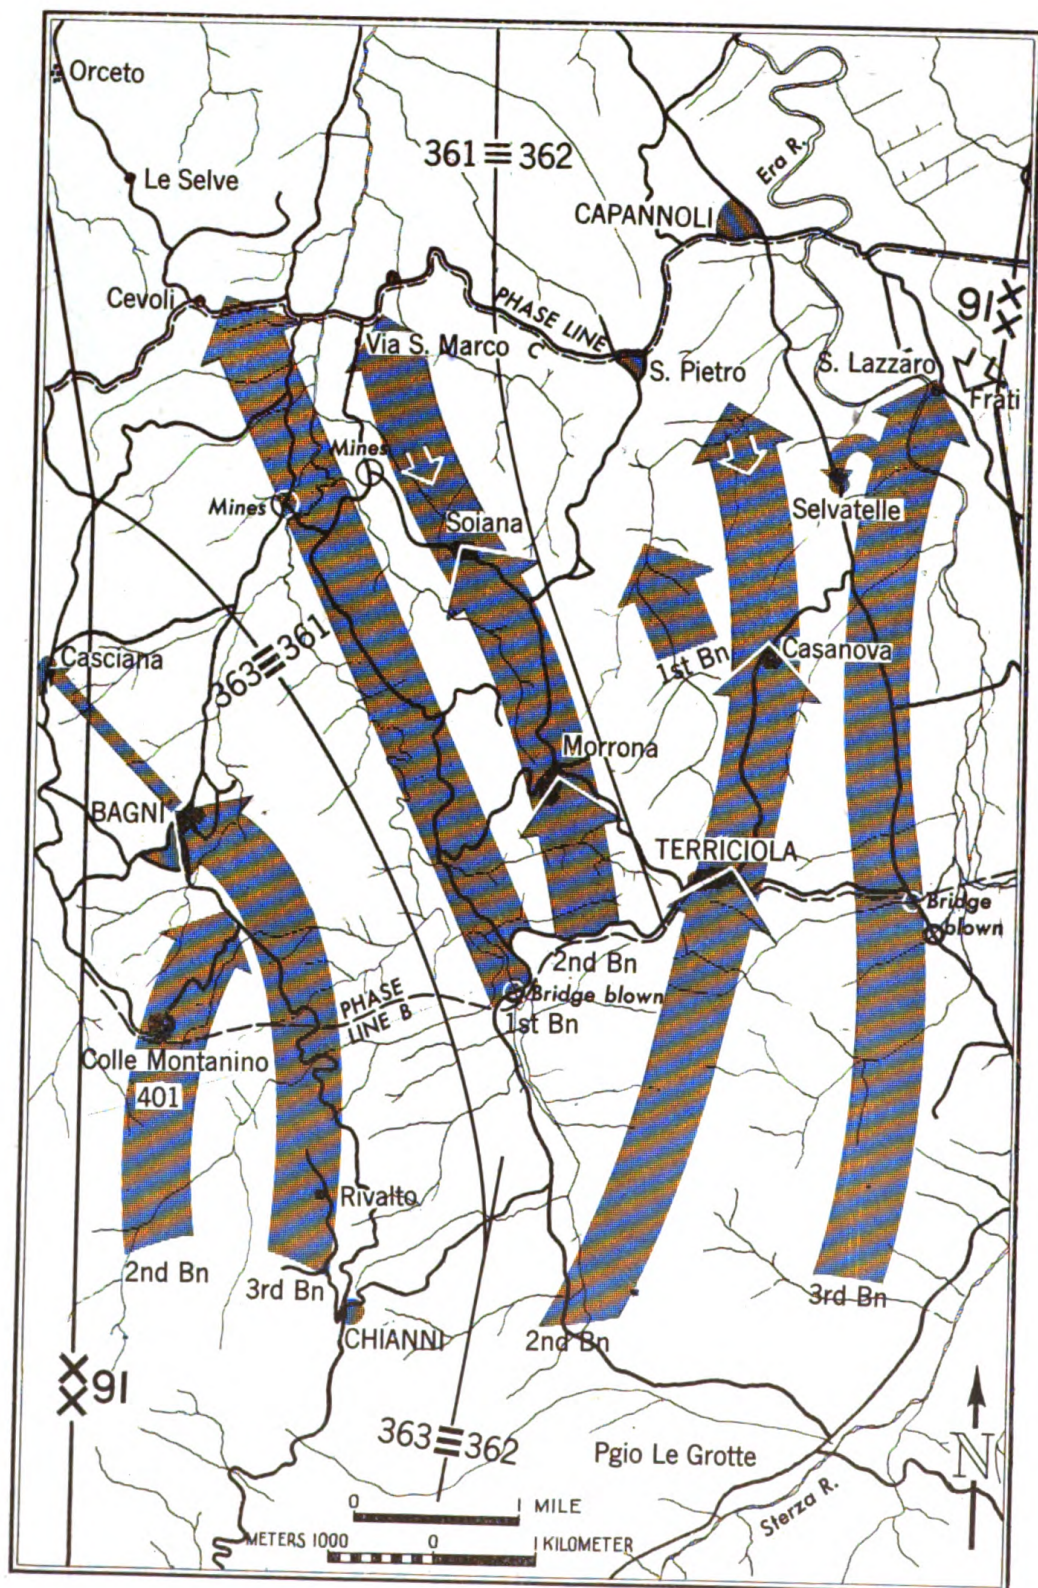 Orceto
Le Selve
361 362
Era R.
CAPANNOLI
Cevoli
PHASE LINE
C
91
Via S. Marco
S. Pietro
S. Lazzaro
Frati
Mines
Mines
Soiana
Selvatelle
363 361
1st Bn
Casanova
Casciana
Morrona
BAGNI
TERRICIOLA
Bridge
blown
2nd Bn
PHASE
LINE B
Bridge blown
1st Bn
Colle Montanino
401
Rivalto
2nd Bn
3rd Bn
3rd Bn
CHIANNI
2nd Bn
91
363 362
Pgio Le Grotte
N
Sterza R.
0 1 MILE
METERS 1000 0 1 KILOMETER